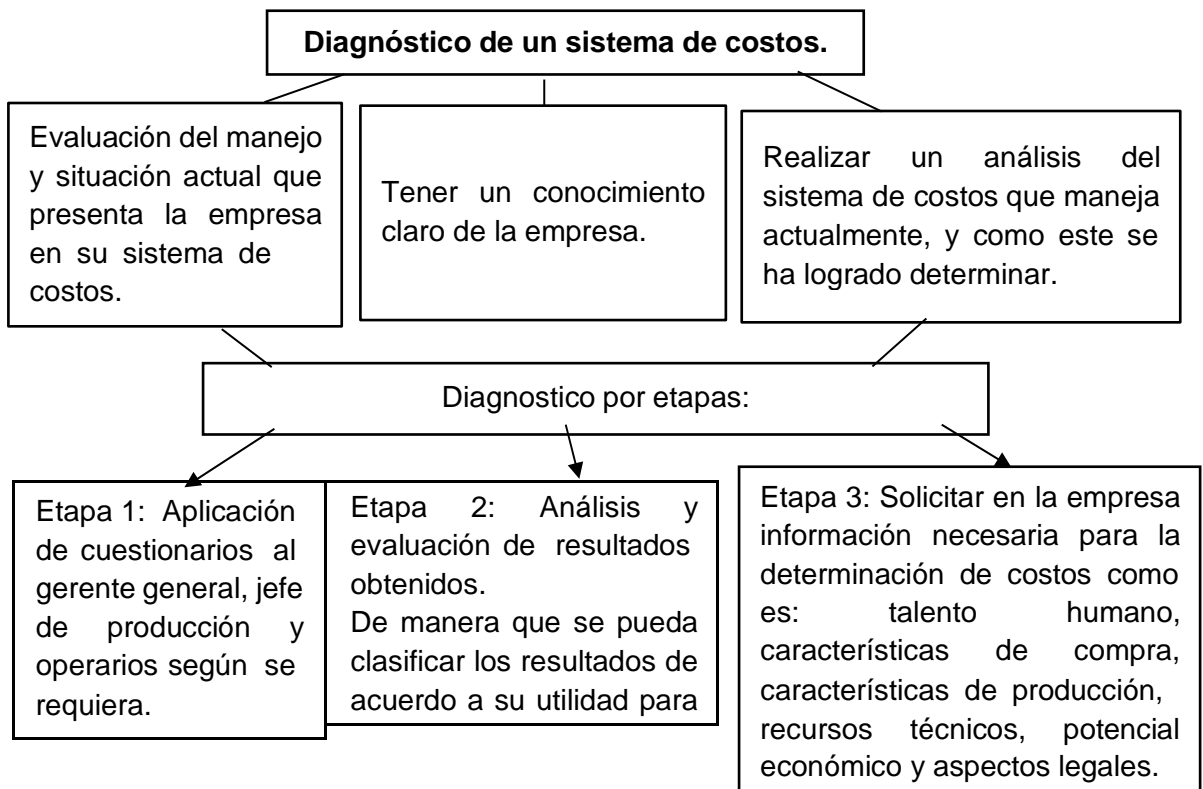 Diagnóstico de un sistema de costos.
Evaluación del manejo
y situación actual que
presenta la empresa
en su sistema de
costos.
Tener un conocimiento
claro de la empresa.
Realizar un análisis del
sistema de costos que maneja
actualmente, y como este se
ha logrado determinar.
Diagnostico por etapas:
Etapa 1: Aplicación
de cuestionarios al
gerente general, jefe
de producción y
operarios según se
requiera.
Etapa 2: Análisis y
evaluación de resultados
obtenidos.
De manera que se pueda
clasificar los resultados de
acuerdo a su utilidad para
Etapa 3: Solicitar en la empresa
información necesaria para la
determinación de costos como
es: talento humano,
características de compra,
características de producción,
recursos técnicos, potencial
económico y aspectos legales.